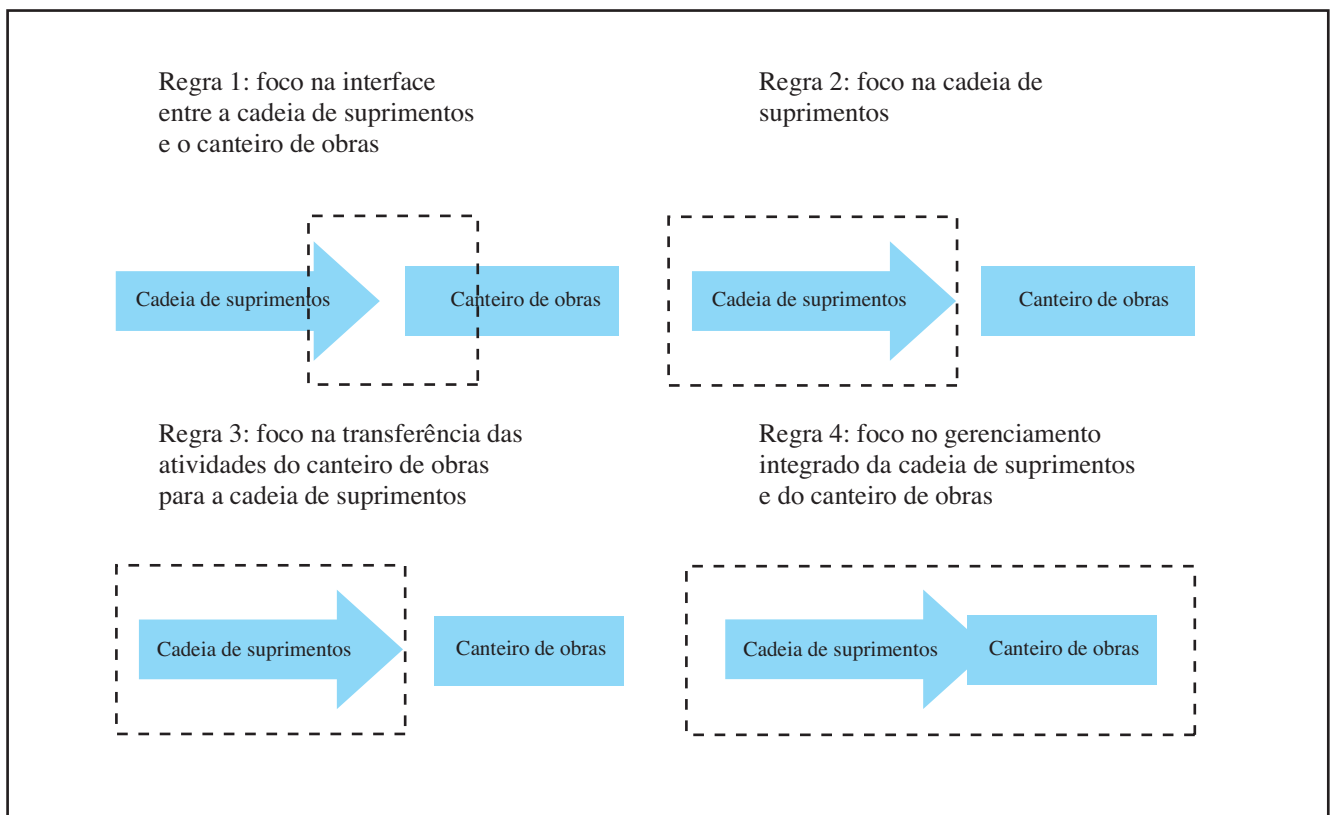 Regra 1: foco na interface
entre a cadeia de suprimentos
e o canteiro de obras
Regra 2: foco na cadeia de
suprimentos
Cadeia de suprimentos
Canteiro de obras
Cadeia de suprimentos
Canteiro de obras
Regra 3: foco na transferência das
atividades do canteiro de obras
para a cadeia de suprimentos
Regra 4: foco no gerenciamento
integrado da cadeia de suprimentos
e do canteiro de obras
Cadeia de suprimentos
Canteiro de obras
Cadeia de suprimentos
Canteiro de obras